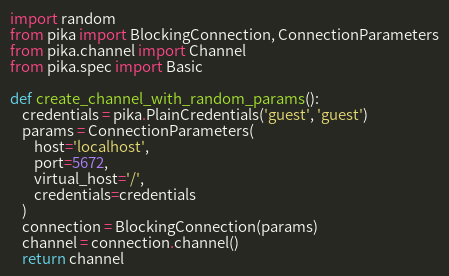 import random
from pika import BlockingConnection, ConnectionParameters
from pika.channel import Channel
from pika.spec import Basic

def create_channel_with_random_params():
    credentials = pika.PlainCredentials('guest', 'guest')
    params = ConnectionParameters(
        host='localhost',
        port=5672,
        virtual_host='/',
        credentials=credentials
    )
    connection = BlockingConnection(params)
    channel = connection.channel()
    return channel